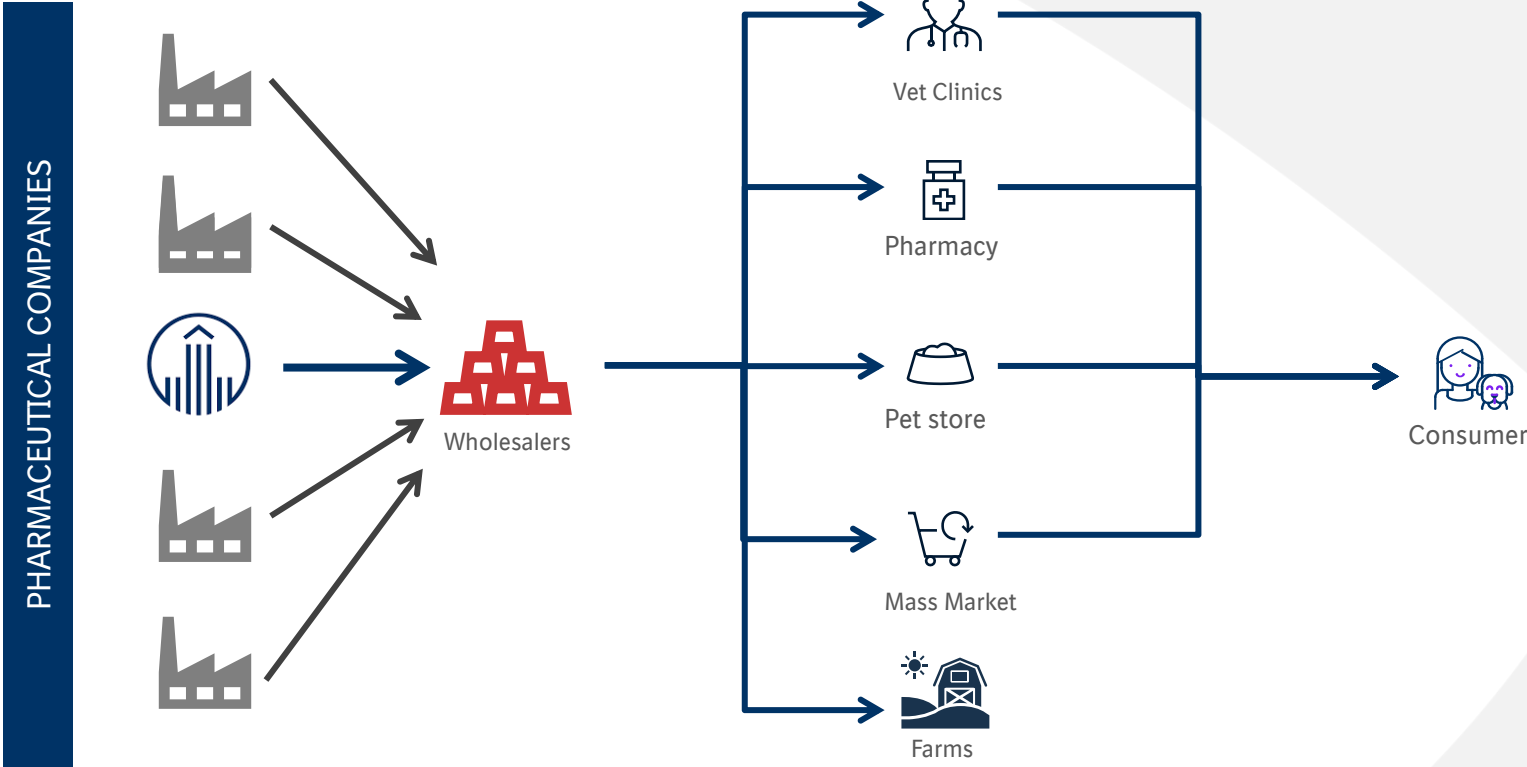 PHARMACEUTICAL COMPANIES
Wholesalers
Vet Clinics
Pharmacy
Pet store
Mass Market
Farms
Consumer